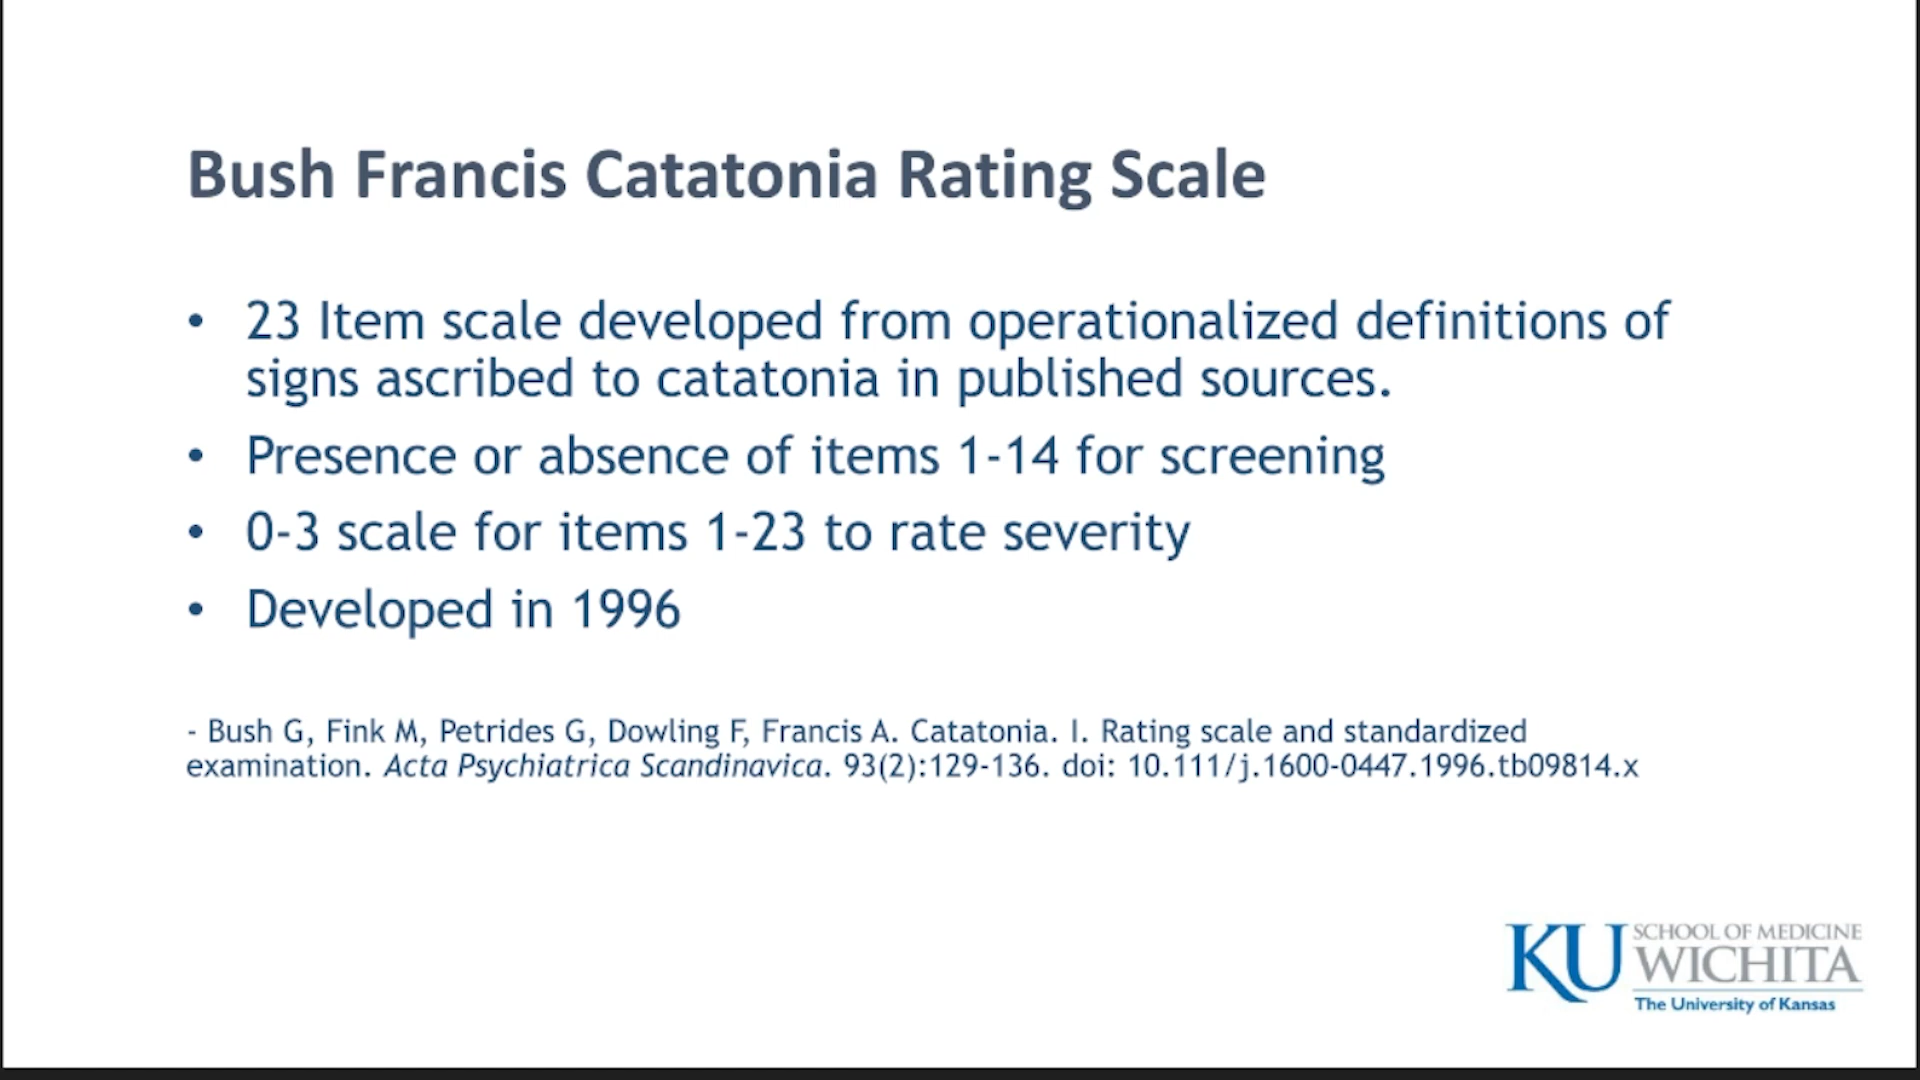 Bush Francis Catatonia Rating Scale
• 23 Item scale developed from operationalized definitions of
signs ascribed to catatonia in published sources.
• Presence or absence of items 1-14 for screening
• 0-3 scale for items 1-23 to rate severity
• Developed in 1996
- Bush G, Fink M, Petrides G, Dowling F, Francis A. Catatonia. I. Rating scale and standardized
examination. Acta Psychiatrica Scandinavica. 93(2):129-136. doi: 10.111/j.1600-0447.1996.tb09814.x
KU SCHOOL OF MEDICINE
WICHITA
The University of Kansas